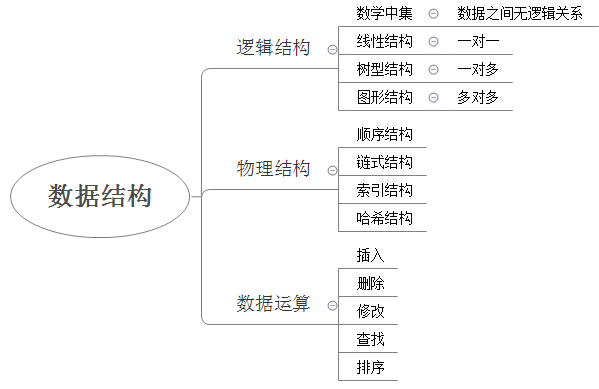 数据结构
逻辑结构
数学中集
数据之间无逻辑关系
线性结构
一对一
树型结构
一对多
图形结构
多对多
物理结构
顺序结构
链式结构
索引结构
哈希结构
数据运算
插入
删除
修改
查找
排序